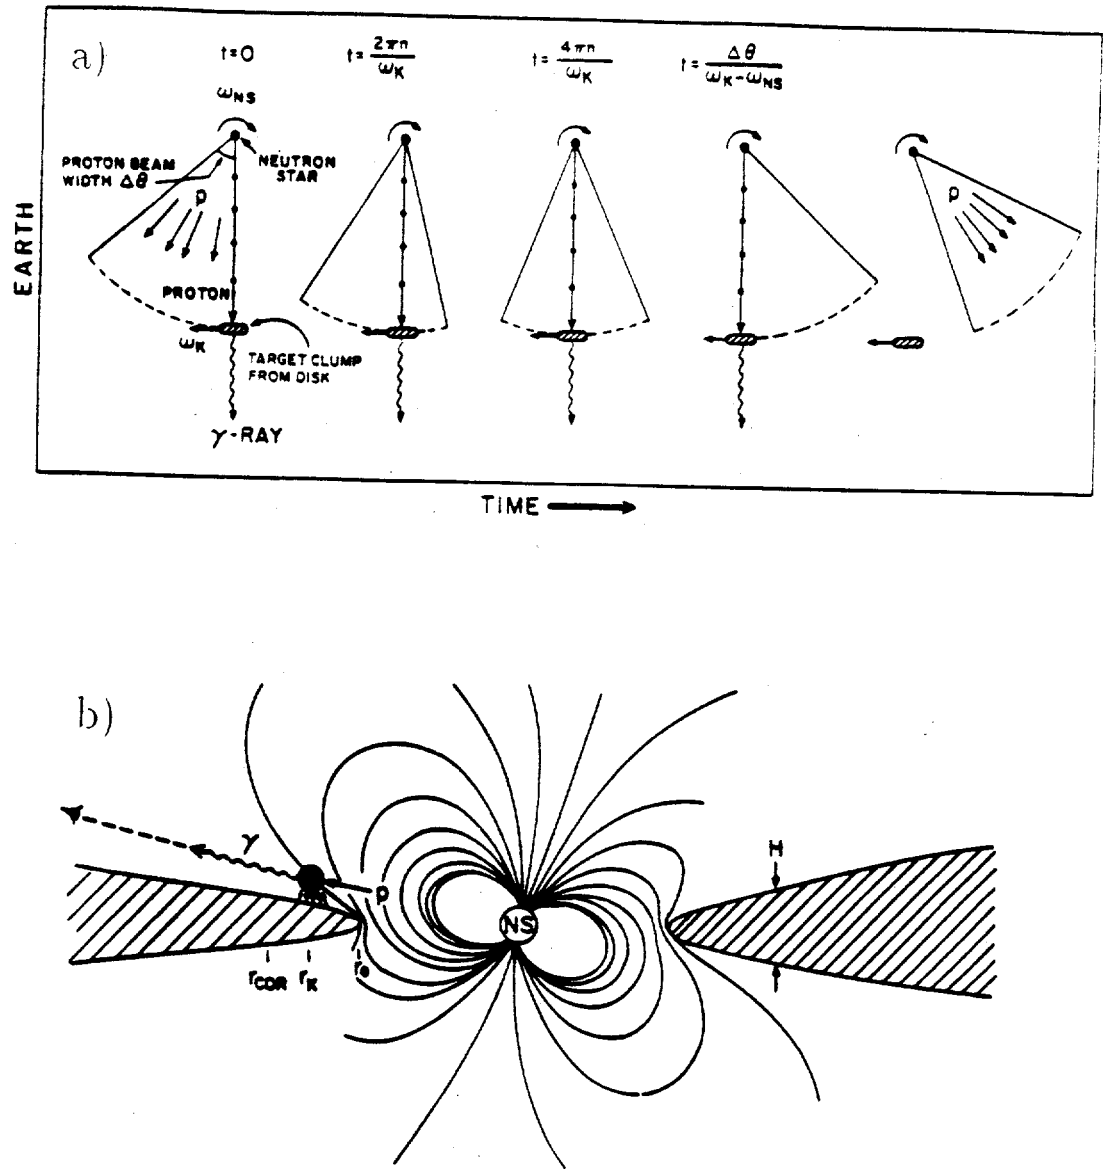 a)
t=0
t= 2πn/ωK
t= 4πn/ωK
t= Δθ/ωK-ωNS
ωNS
PROTON BEAM
WIDTH Δθ
NEUTRON
STAR
p
p
EARTH
PROTON
ωK
TARGET CLUMP
FROM DISK
γ-RAY
TIME
b)
γ
H
p
NS
rCOR
rK
ro